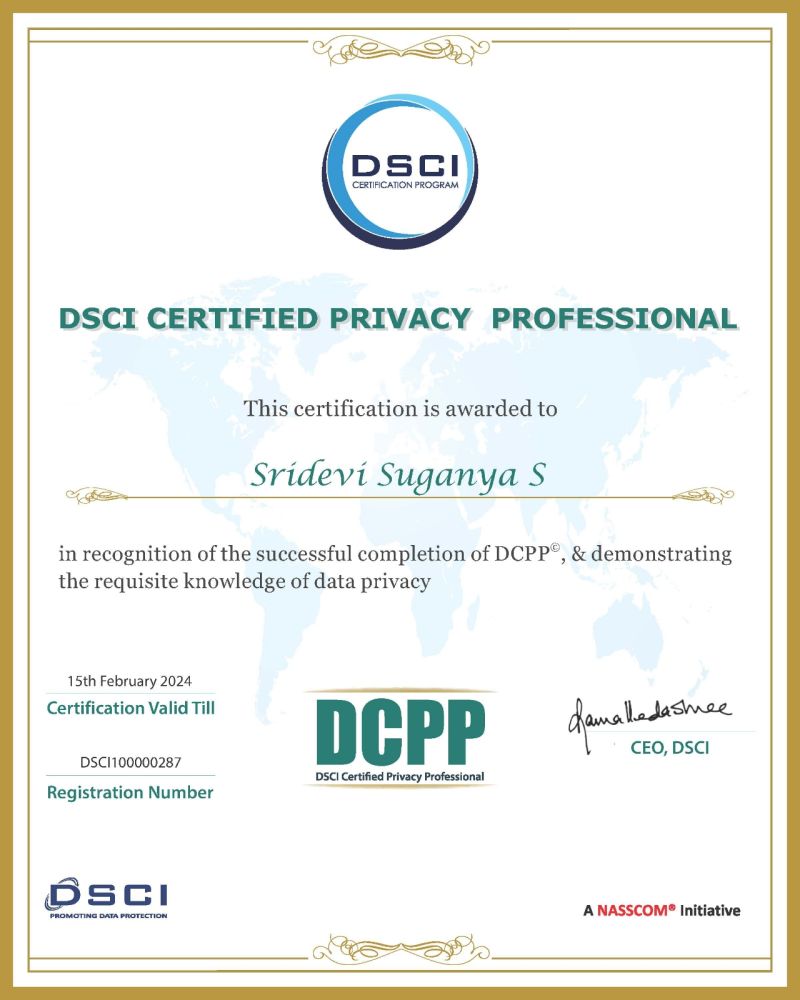 DSCI
CERTIFICATION PROGRAM
DSCI CERTIFIED PRIVACY PROFESSIONAL
This certification is awarded to
Sridevi Suganya S
in recognition of the successful completion of DCPP©, & demonstrating
the requisite knowledge of data privacy
15th February 2024
Certification Valid Till
DSCI100000287
Registration Number
DCPP
DSCI Certified Privacy Professional
Rama Vedashree
CEO, DSCI
DSCI
PROMOTING DATA PROTECTION
A NASSCOM® Initiative